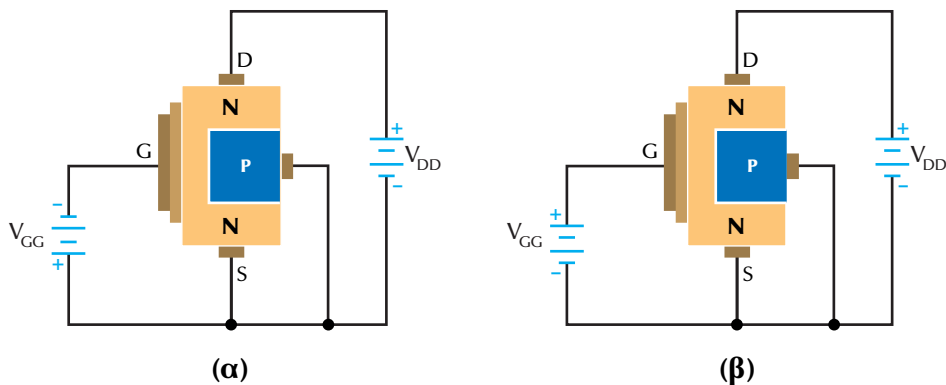 D
N
G
P
+
V_DD
-
-
V_GG
+
N
S
(α)
D
N
G
P
+
V_DD
-
+
V_GG
-
N
S
(β)